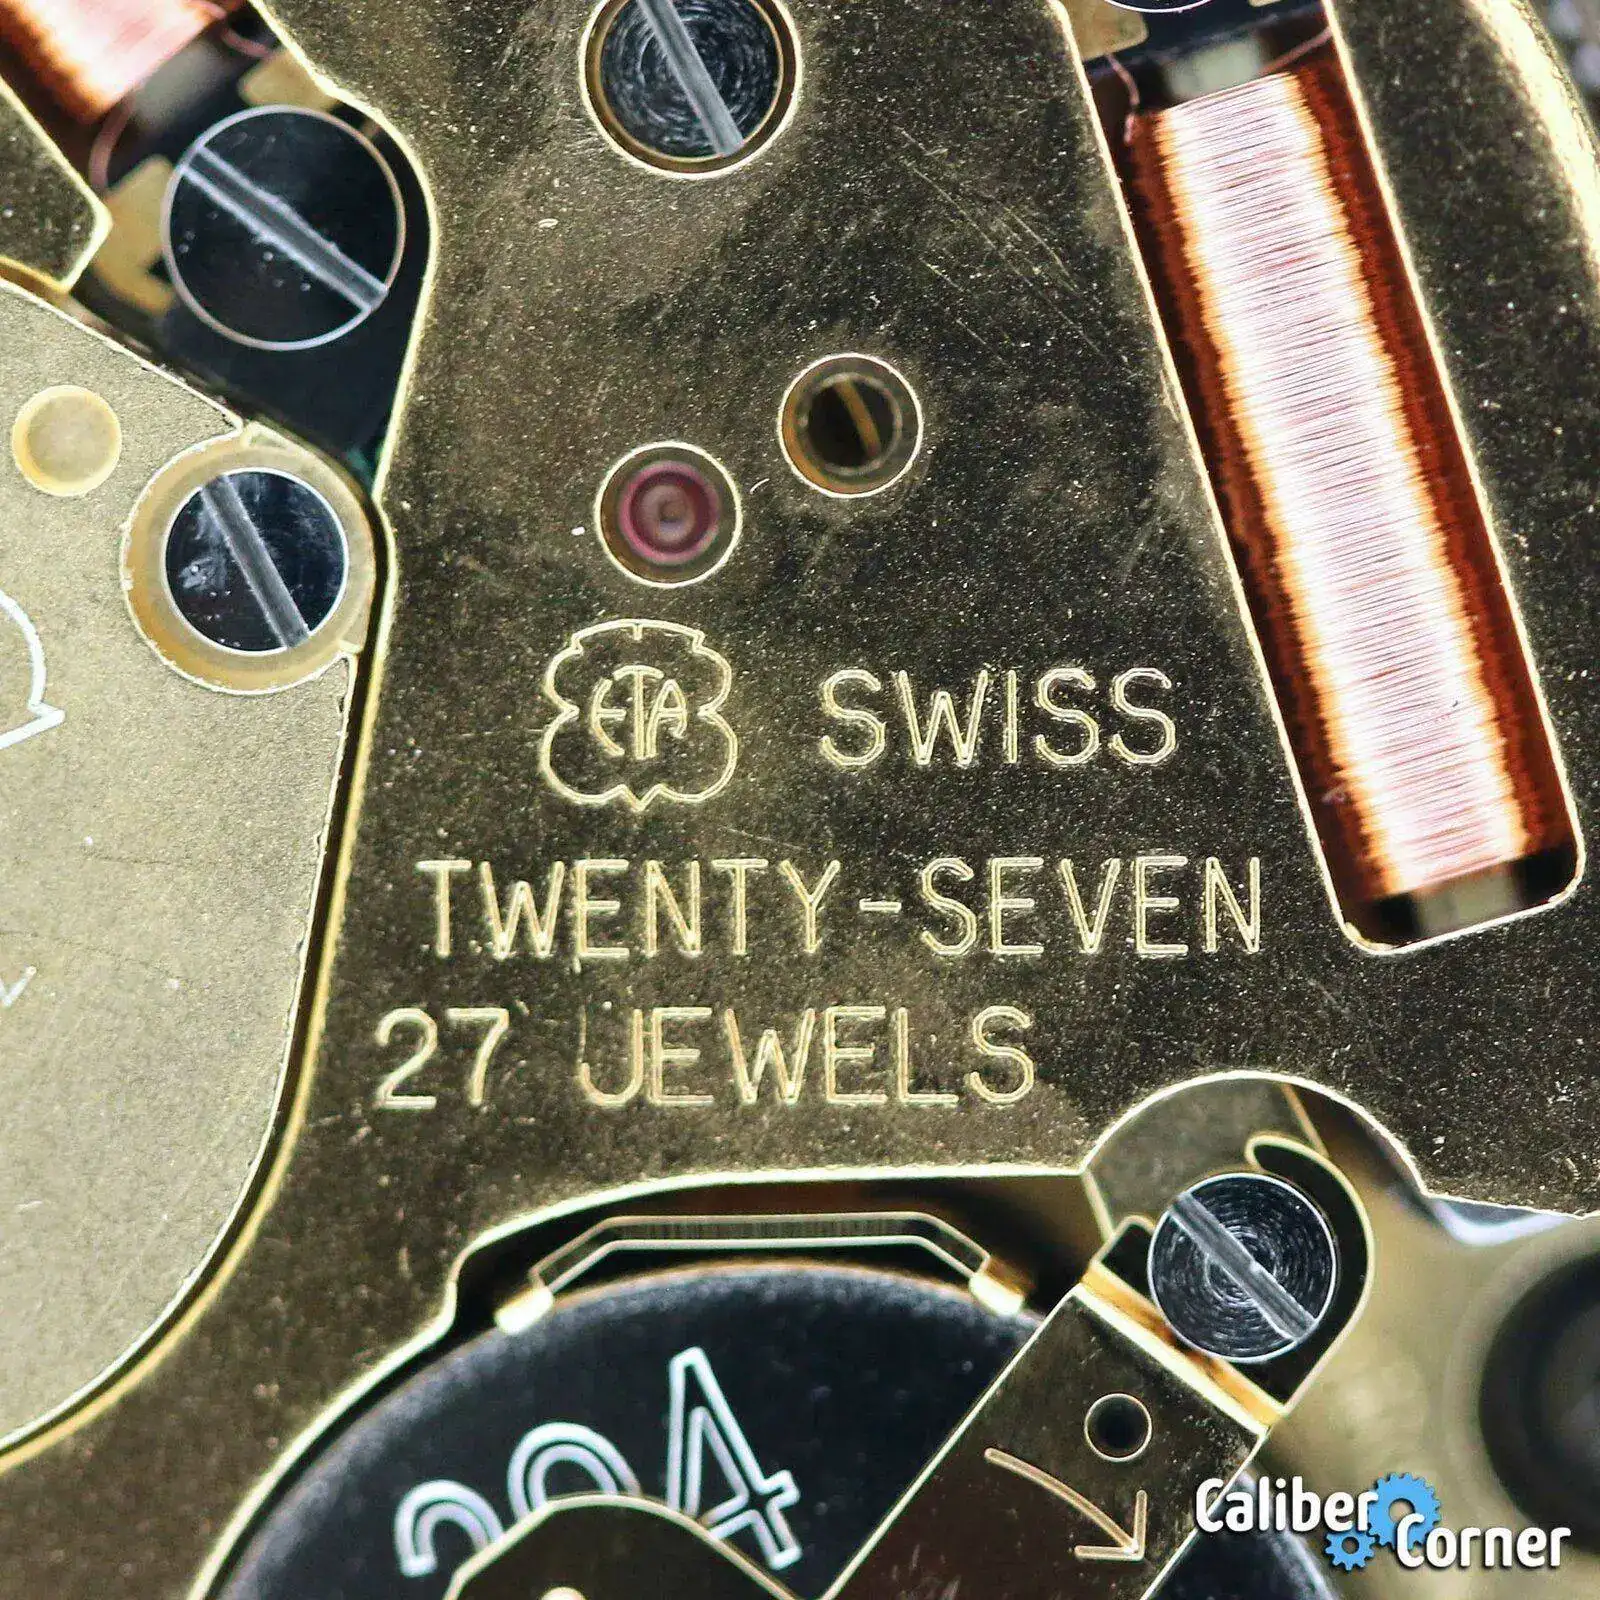 ETA SWISS
TWENTY-SEVEN
27 JEWELS
Caliber
Corner